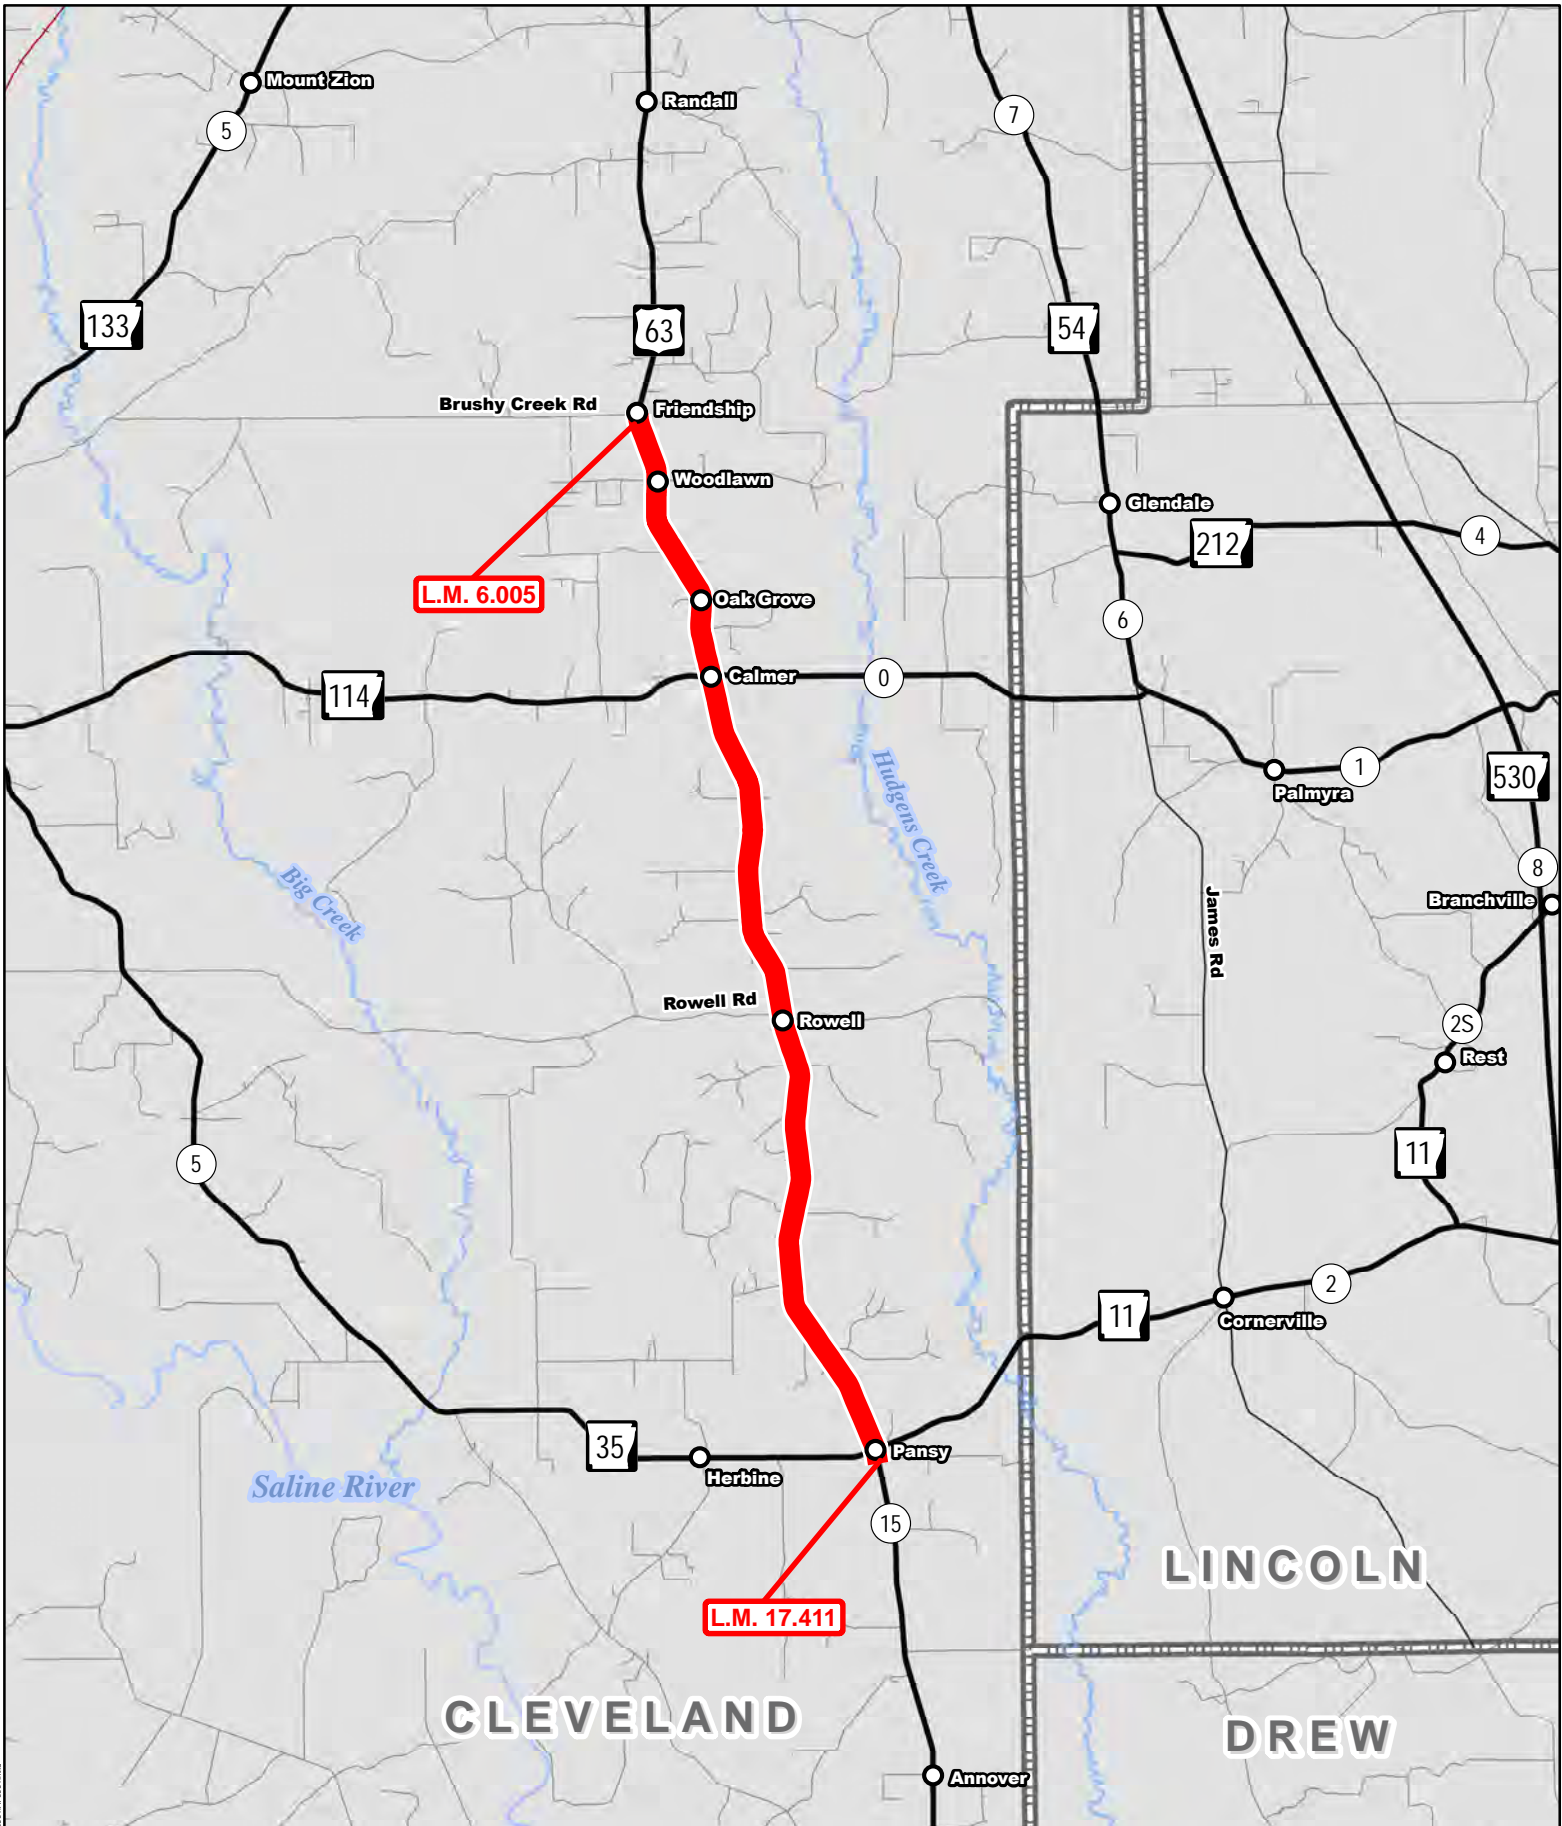 Mount Zion
Randall
5
7
133
63
54
Brushy Creek Rd
Friendship
Woodlawn
Glendale
212
4
L.M. 6.005
Oak Grove
6
Calmer
0
114
Hudgens Creek
Palmyra
1
530
8
Big Creek
James Rd
Branchville
Rowell Rd
Rowell
2S
Rest
5
11
2
11
Cornerville
35
Herbine
Pansy
Saline River
15
LINCOLN
L.M. 17.411
CLEVELAND
DREW
Annover